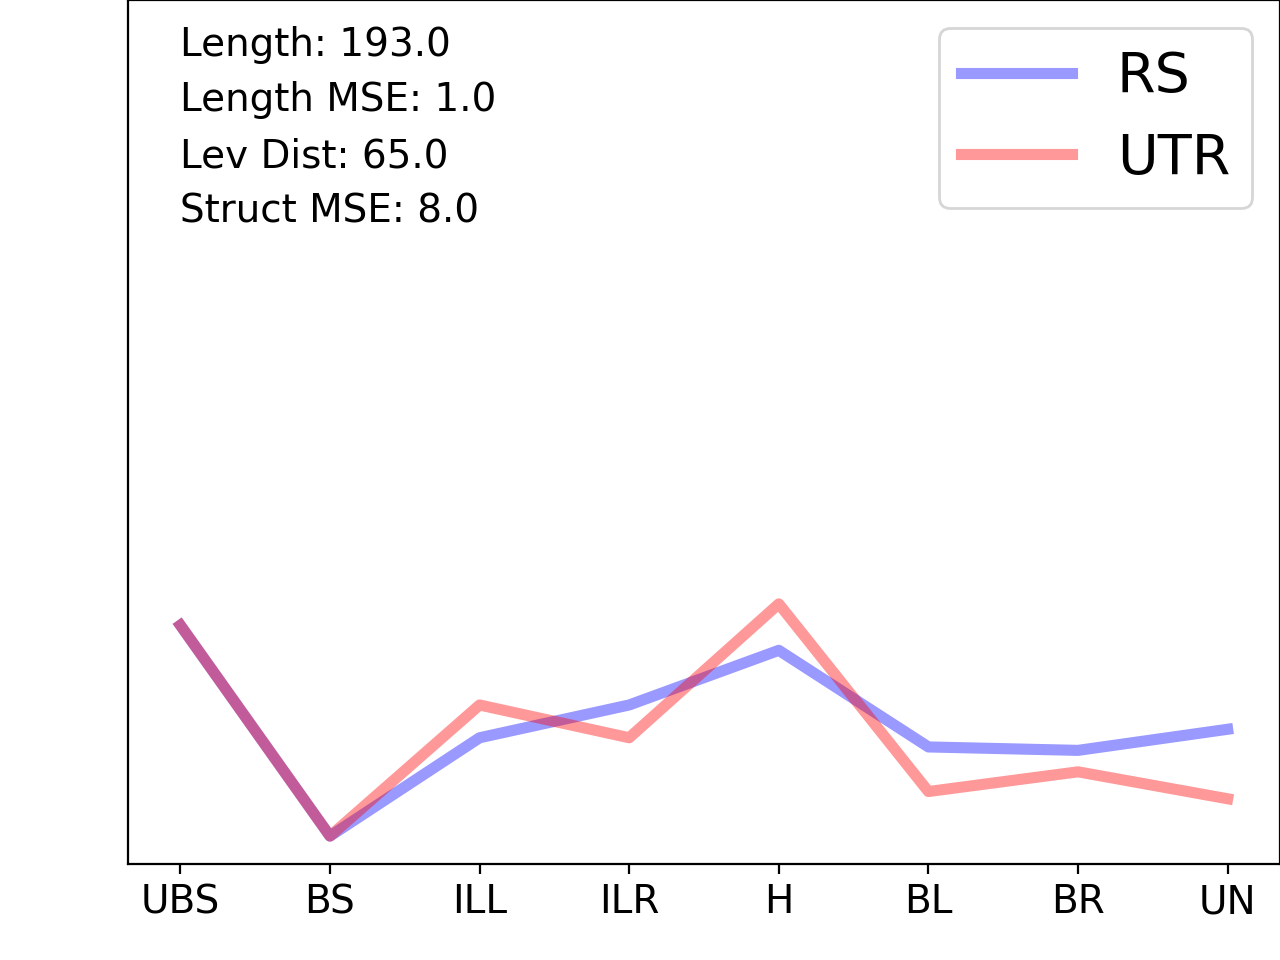 Length: 193.0
Length MSE: 1.0
Lev Dist: 65.0
Struct MSE: 8.0
RS
UTR
UBS BS ILL ILR H BL BR UN